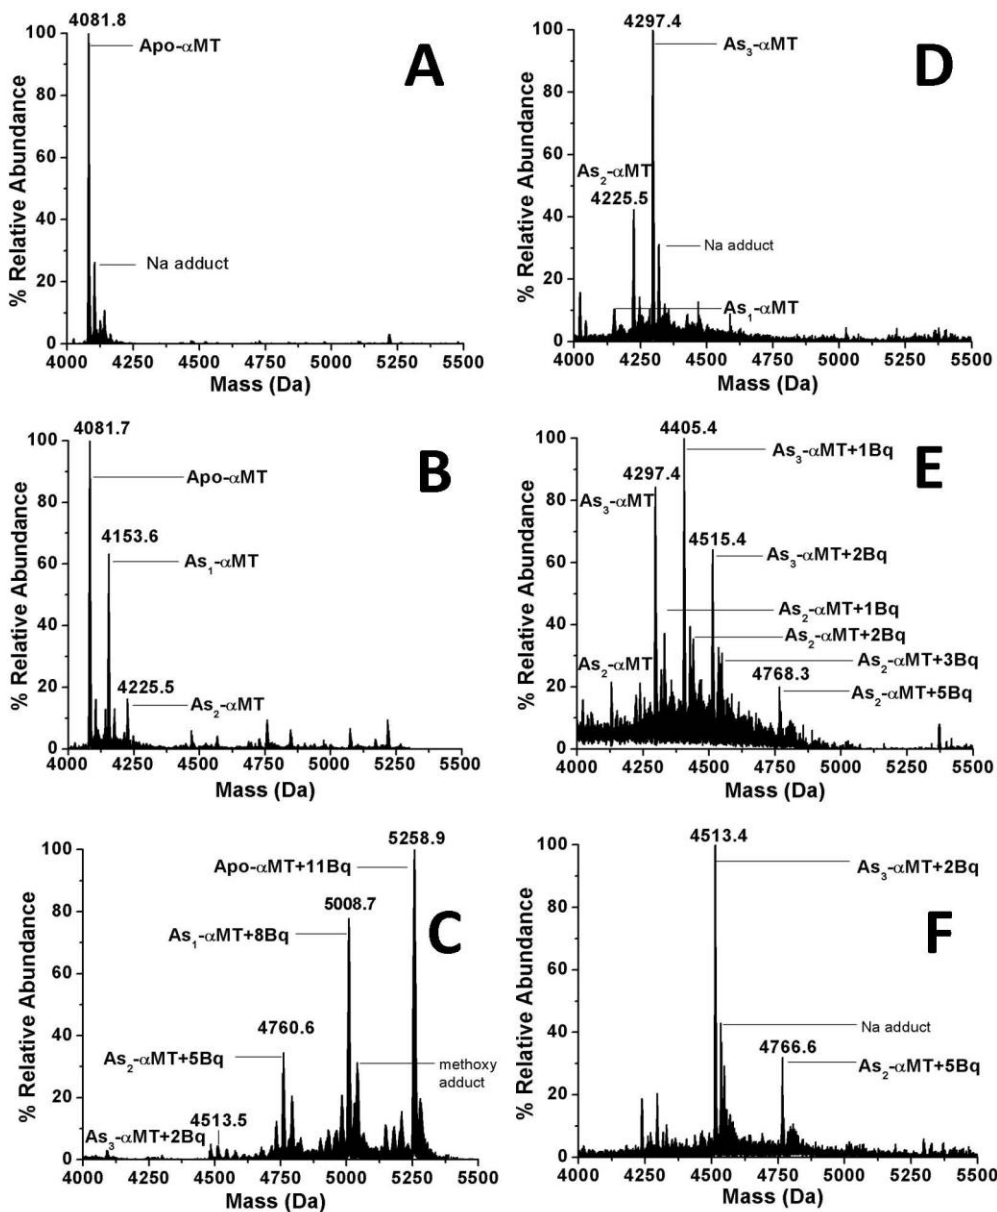 4081.8
Apo-αMT
A
Na adduct
% Relative Abundance
100
80
60
40
20
0
4000 4250 4500 4750 5000 5250 5500
Mass (Da)
4297.4
As3-αMT
D
As2-αMT
4225.5
Na adduct
As1-αMT
% Relative Abundance
100
80
60
40
20
0
4000 4250 4500 4750 5000 5250 5500
Mass (Da)
4081.7
Apo-αMT
B
4153.6
As1-αMT
4225.5
As2-αMT
% Relative Abundance
100
80
60
40
20
0
4000 4250 4500 4750 5000 5250 5500
Mass (Da)
4405.4
As3-αMT+1Bq
E
4297.4
As3-αMT
4515.4
As3-αMT+2Bq
As2-αMT+1Bq
As2-αMT+2Bq
As2-αMT
As2-αMT+3Bq
4768.3
As2-αMT+5Bq
% Relative Abundance
100
80
60
40
20
0
4000 4250 4500 4750 5000 5250 5500
Mass (Da)
5258.9
Apo-αMT+11Bq
5008.7
As1-αMT+8Bq
C
4760.6
As2-αMT+5Bq
methoxy
adduct
4513.5
As3-αMT+2Bq
% Relative Abundance
100
80
60
40
20
0
4000 4250 4500 4750 5000 5250 5500
Mass (Da)
4513.4
As3-αMT+2Bq
F
Na adduct
4766.6
As2-αMT+5Bq
% Relative Abundance
100
80
60
40
20
0
4000 4250 4500 4750 5000 5250 5500
Mass (Da)